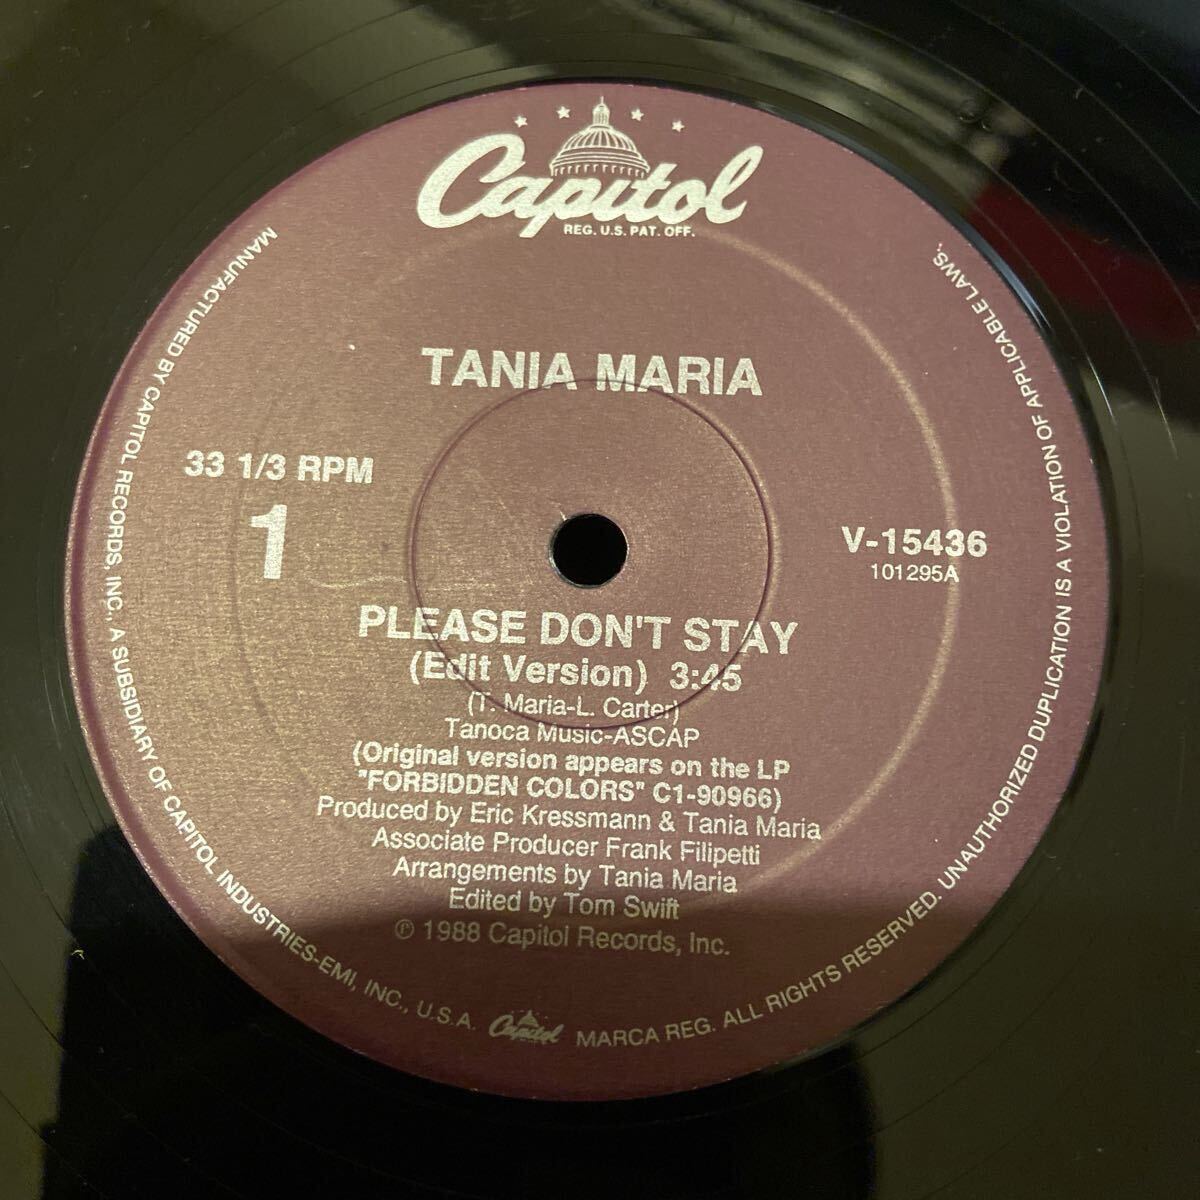 Capitol
REG. U.S. PAT. OFF.
TANIA MARIA
33 1/3 RPM
1
V-15436
101295A
PLEASE DON'T STAY
(Edit Version) 3:45
(T. Maria-L. Carter)
Tanoca Music-ASCAP
(Original version appears on the LP
"FORBIDDEN COLORS" C1-90966)
Produced by Eric Kressmann & Tania Maria
Associate Producer Frank Filipetti
Arrangements by Tania Maria
Edited by Tom Swift
℗ 1988 Capitol Records, Inc.
MANUFACTURED BY CAPITOL RECORDS, INC., A SUBSIDIARY OF CAPITOL INDUSTRIES-EMI, INC., U.S.A. Capitol MARCA REG. ALL RIGHTS RESERVED. UNAUTHORIZED DUPLICATION IS A VIOLATION OF APPLICABLE LAWS.